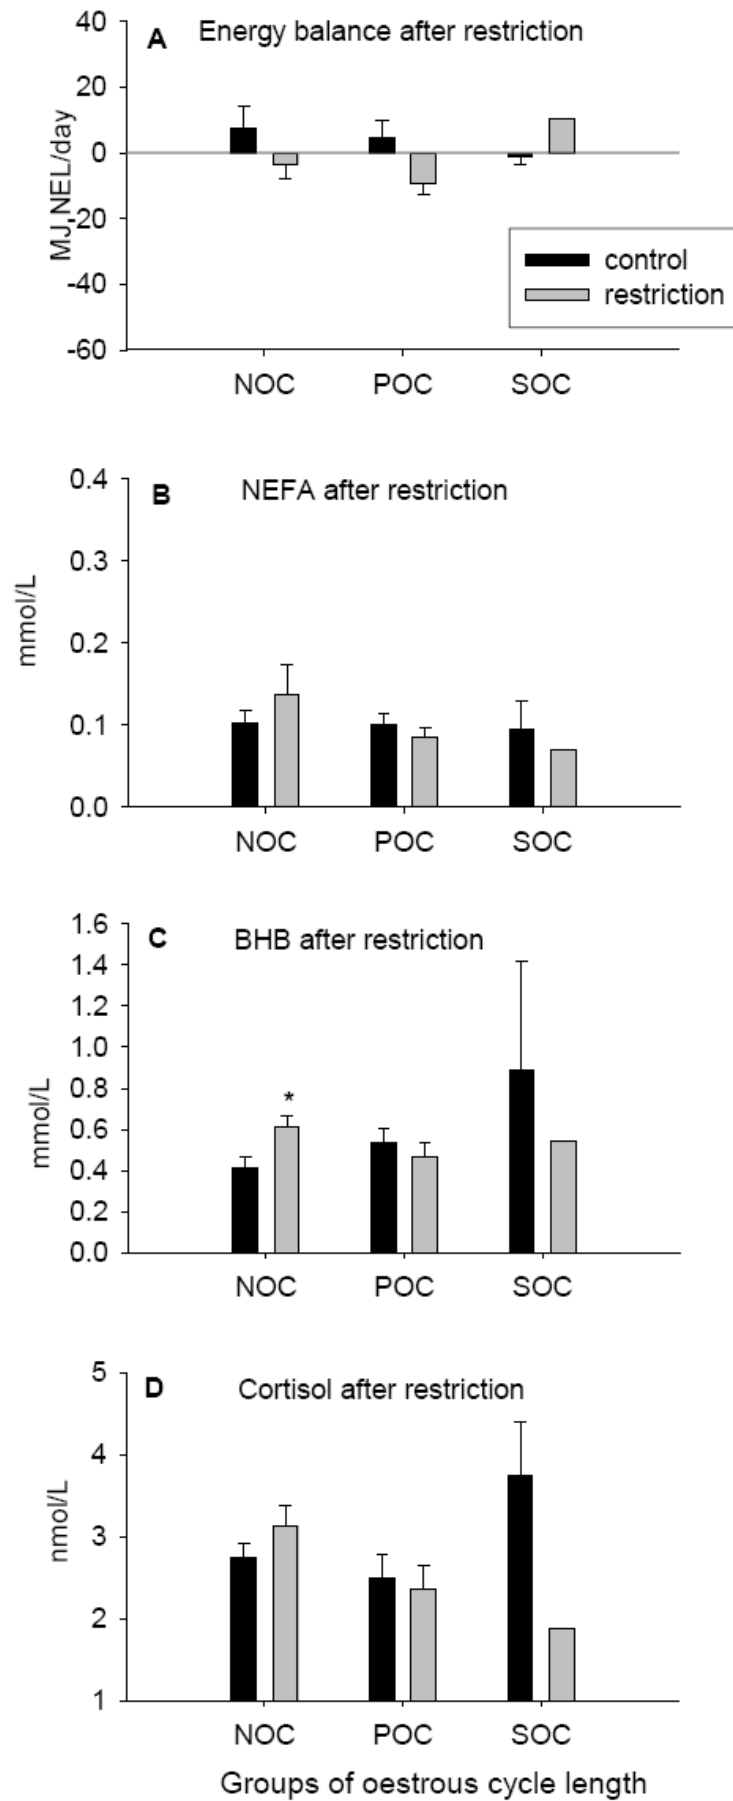 A Energy balance after restriction
40
20
0
-20
-40
-60
MJ NEL/day
control
restriction
NOC POC SOC
B NEFA after restriction
0.4
0.3
0.2
0.1
0.0
mmol/L
NOC POC SOC
C BHB after restriction
1.6
1.4
1.2
1.0
0.8
0.6
0.4
0.2
0.0
mmol/L
*
NOC POC SOC
D Cortisol after restriction
5
4
3
2
1
nmol/L
NOC POC SOC
Groups of oestrous cycle length